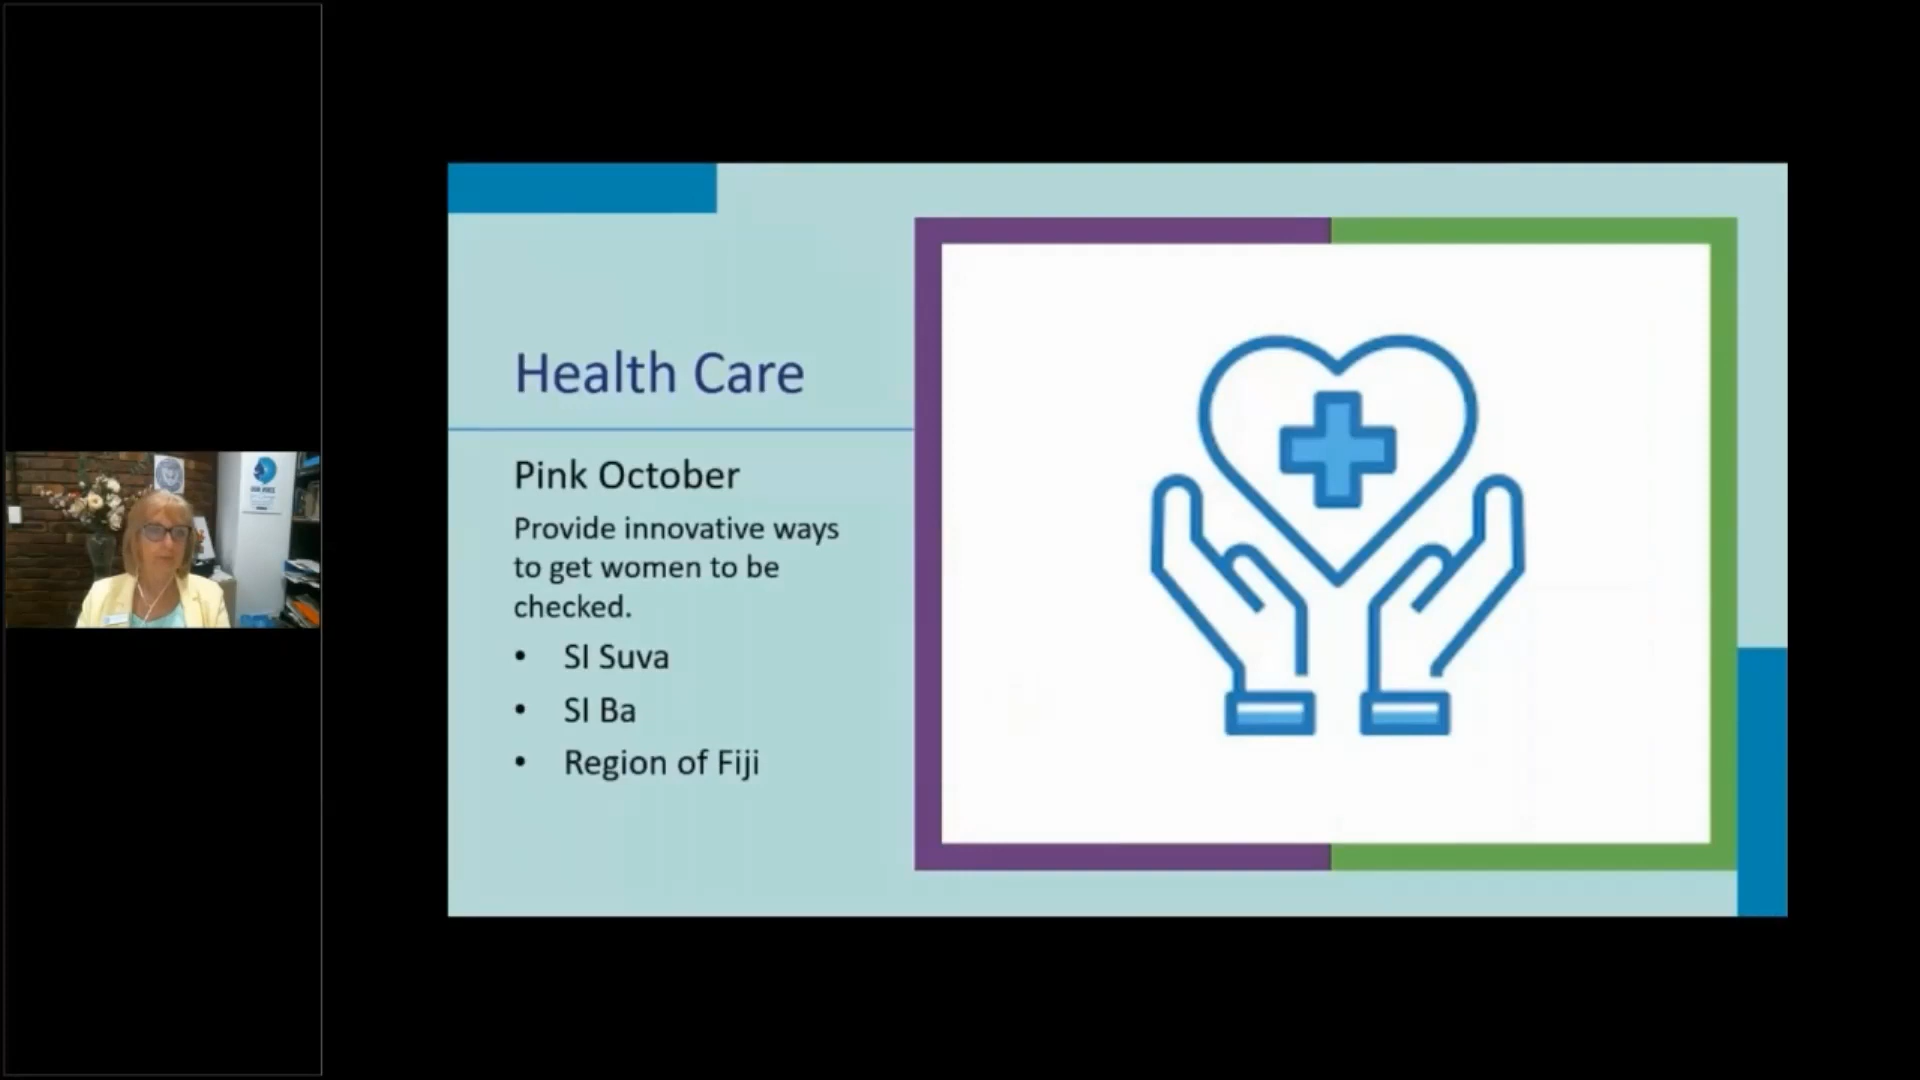 Health Care
Pink October
Provide innovative ways
to get women to be
checked.
• SI Suva
• SI Ba
• Region of Fiji